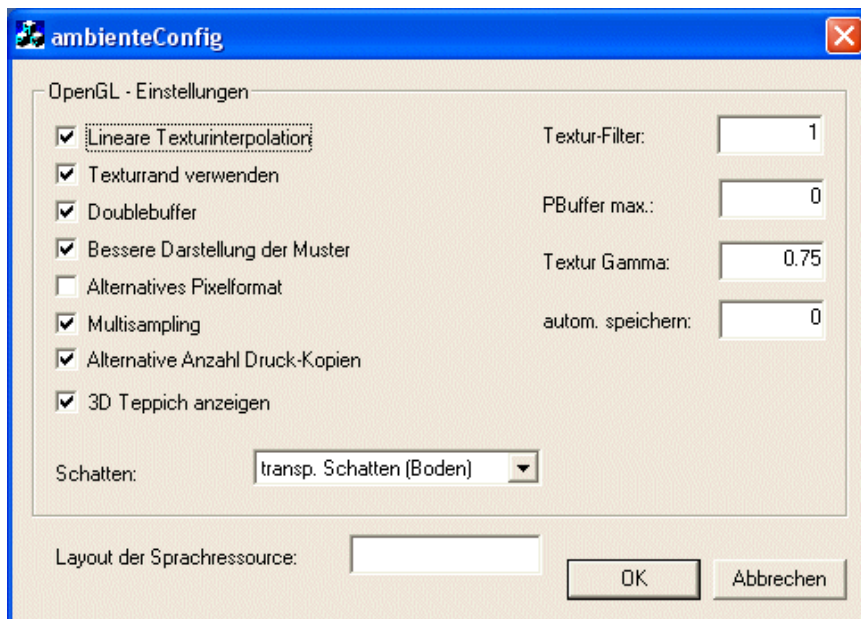 ambienteConfig
OpenGL - Einstellungen
Lineare Texturinterpolation
Texturrand verwenden
Doublebuffer
Bessere Darstellung der Muster
Alternatives Pixelformat
Multisampling
Alternative Anzahl Druck-Kopien
3D Teppich anzeigen
Schatten: transp. Schatten (Boden)
Textur-Filter: 1
PBuffer max.: 0
Textur Gamma: 0.75
autom. speichern: 0
Layout der Sprachressource:
OK Abbrechen